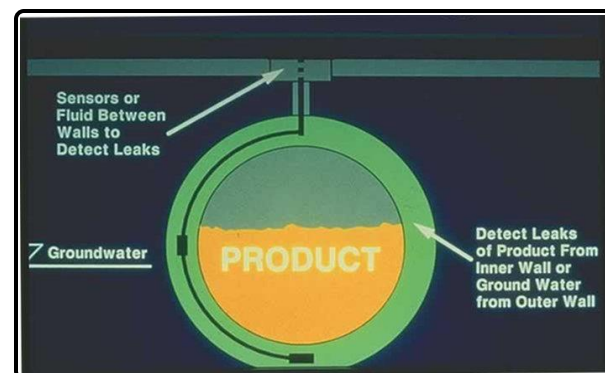 Sensors or
Fluid Between
Walls to
Detect Leaks
Groundwater
PRODUCT
Detect Leaks
of Product From
Inner Wall or
Ground Water
from Outer Wall